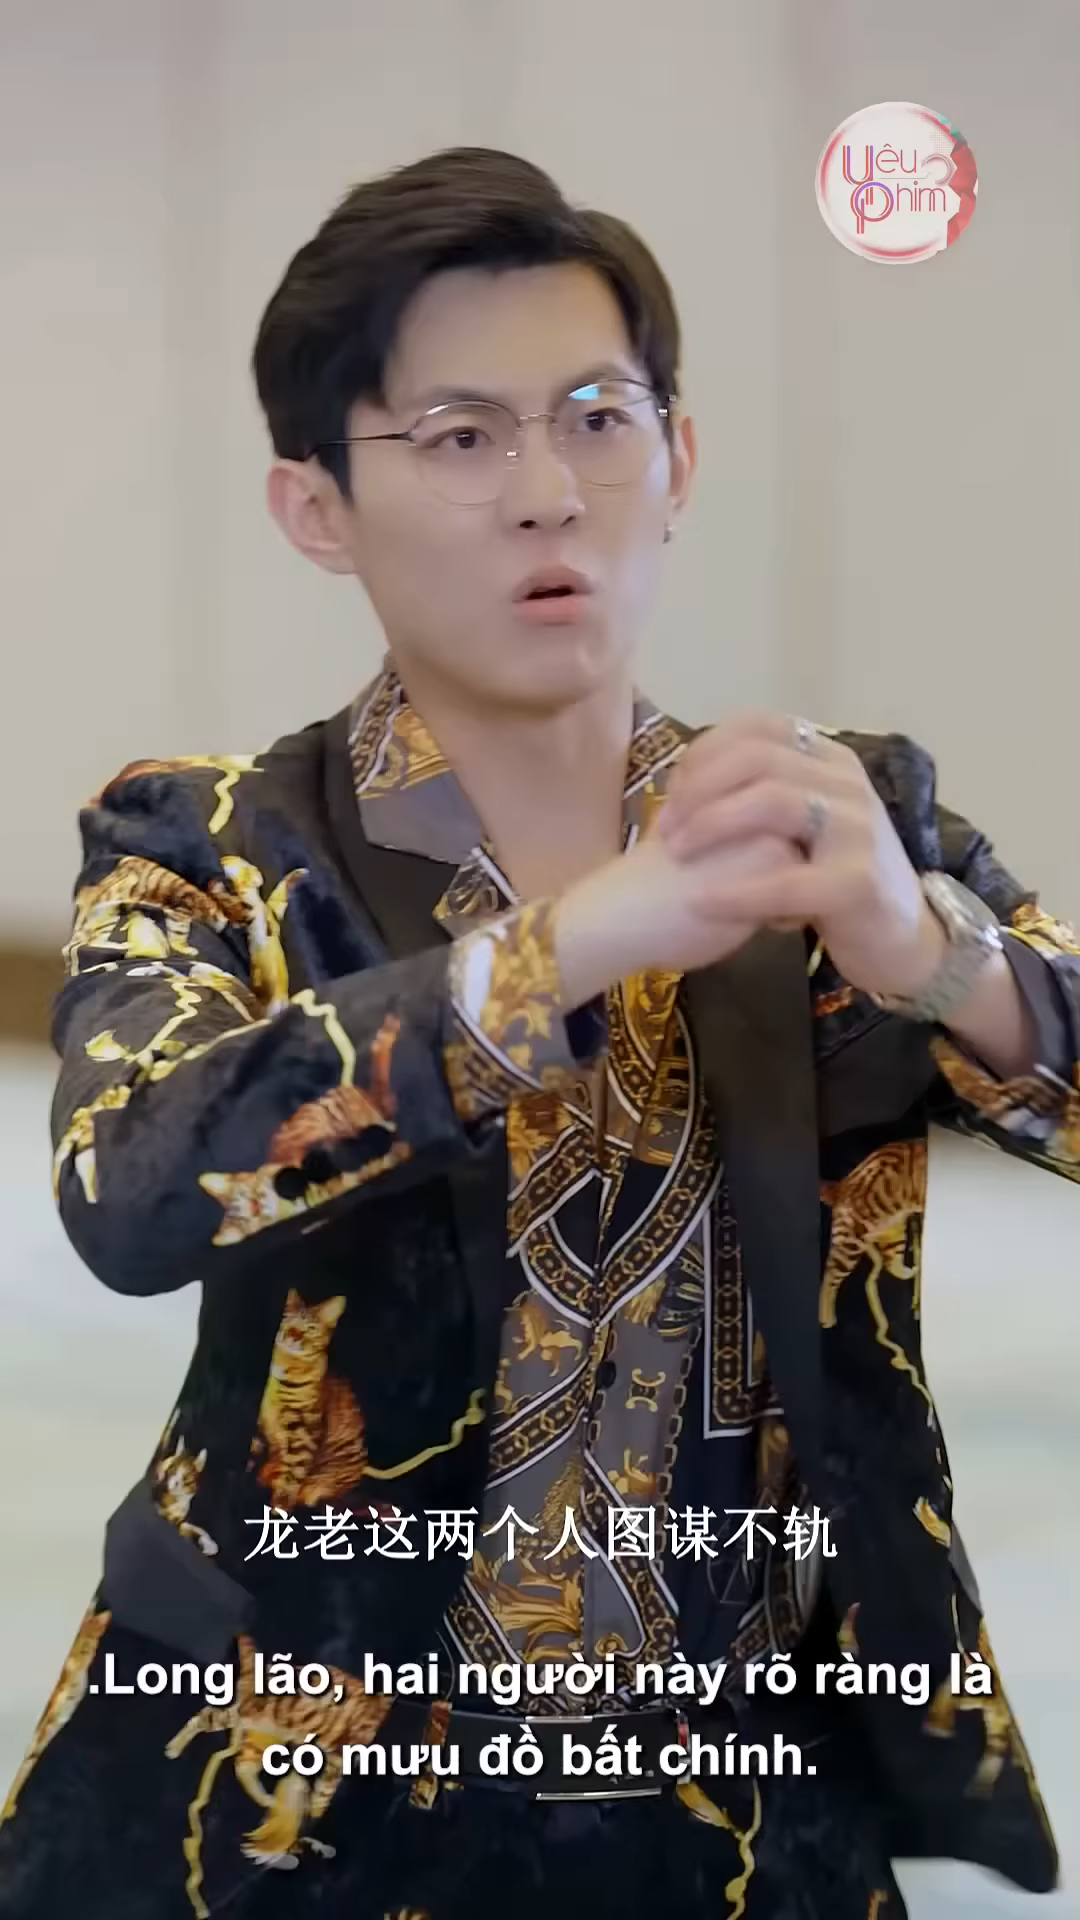 Yêu
Phim
龙老这两个人图谋不轨
.Long lão, hai người này rõ ràng là
có mưu đồ bất chính.